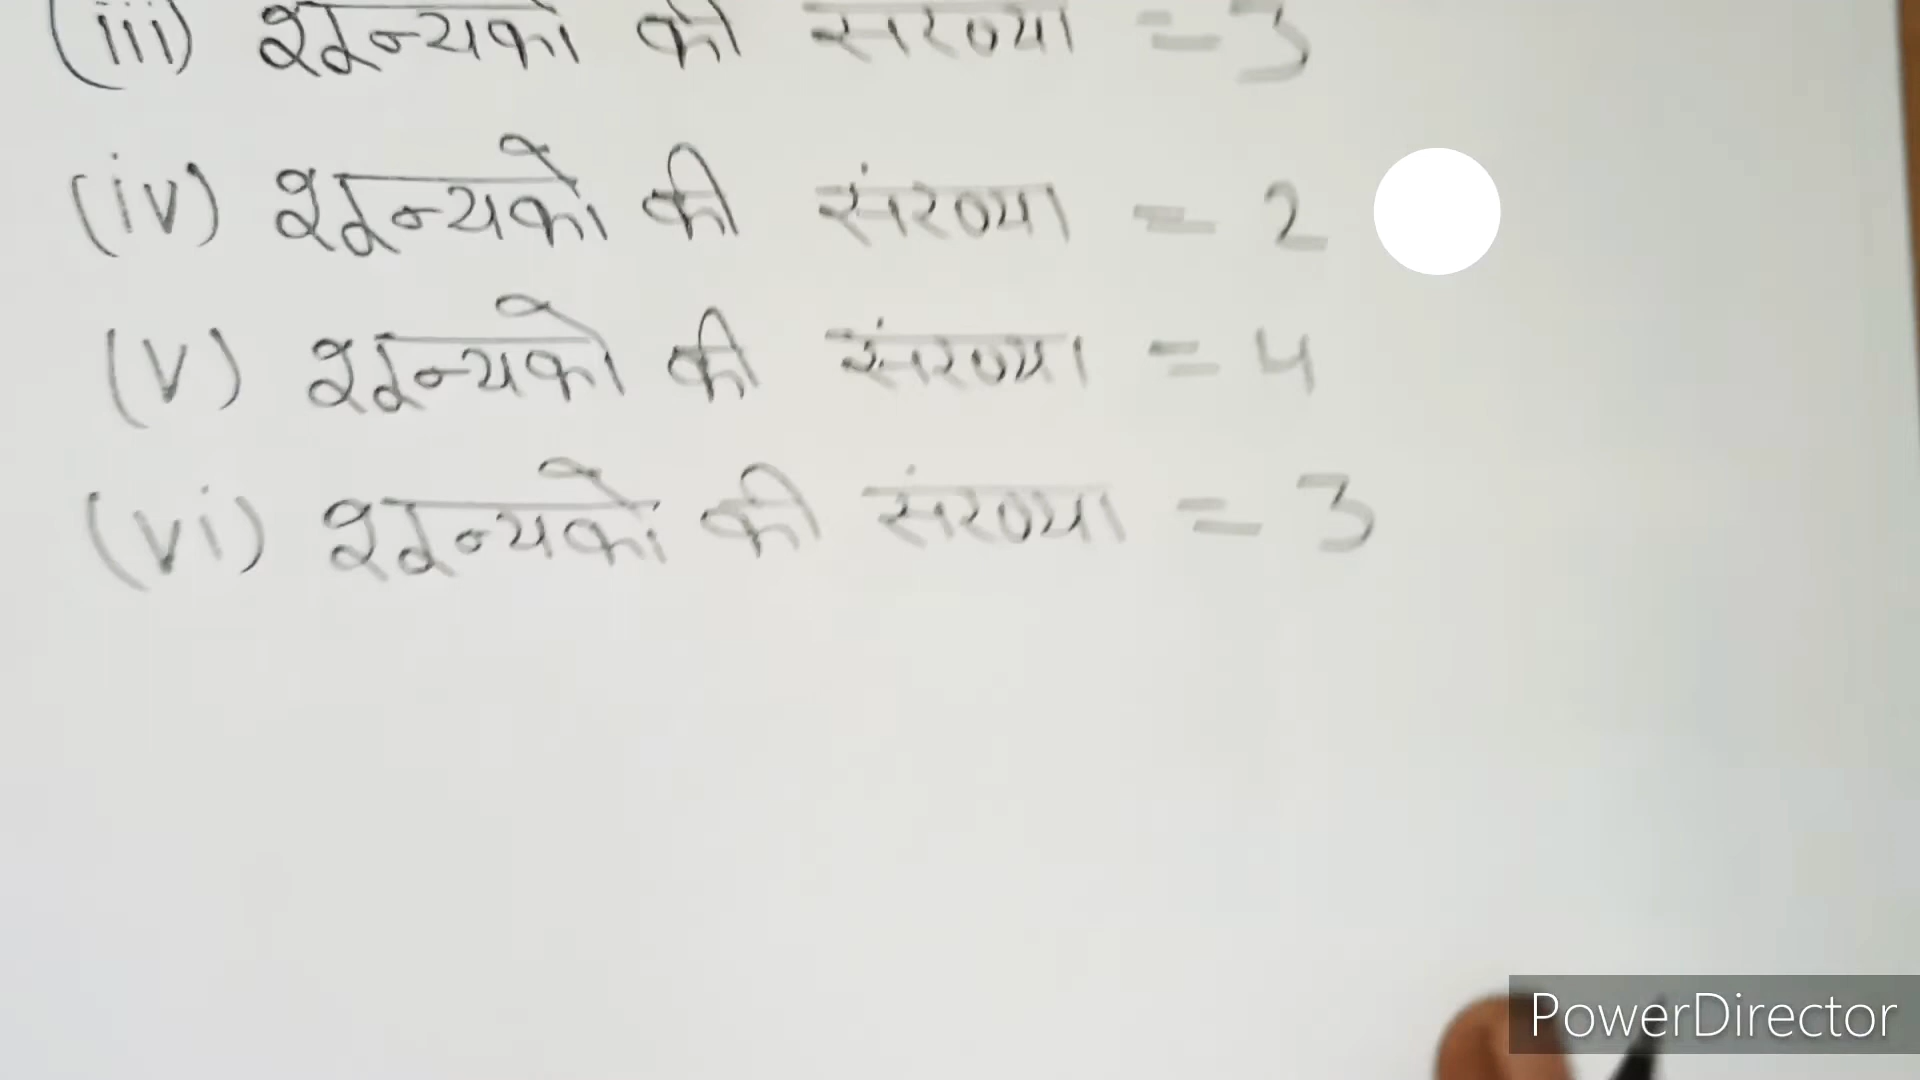 (iii) शून्यको की संख्या = 3
(iv) शून्यको की संख्या = 2
(v) शून्यको की संख्या = 4
(vi) शून्यको की संख्या = 3
PowerDirector